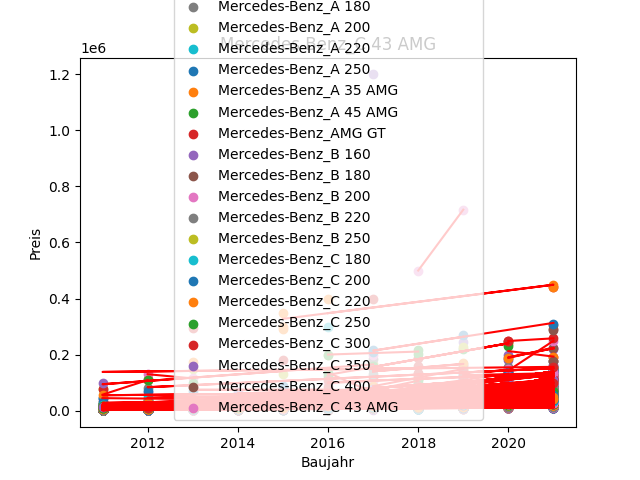 Mercedes-Benz_C 43 AMG
1e6
Mercedes-Benz_A 180
Mercedes-Benz_A 200
Mercedes-Benz_A 220
Mercedes-Benz_A 250
Mercedes-Benz_A 35 AMG
Mercedes-Benz_A 45 AMG
Mercedes-Benz_AMG GT
Mercedes-Benz_B 160
Mercedes-Benz_B 180
Mercedes-Benz_B 200
Mercedes-Benz_B 220
Mercedes-Benz_B 250
Mercedes-Benz_C 180
Mercedes-Benz_C 200
Mercedes-Benz_C 220
Mercedes-Benz_C 250
Mercedes-Benz_C 300
Mercedes-Benz_C 350
Mercedes-Benz_C 400
Mercedes-Benz_C 43 AMG
1.2
1.0
0.8
0.6
0.4
0.2
0.0
Preis
2012 2014 2016 2018 2020
Baujahr